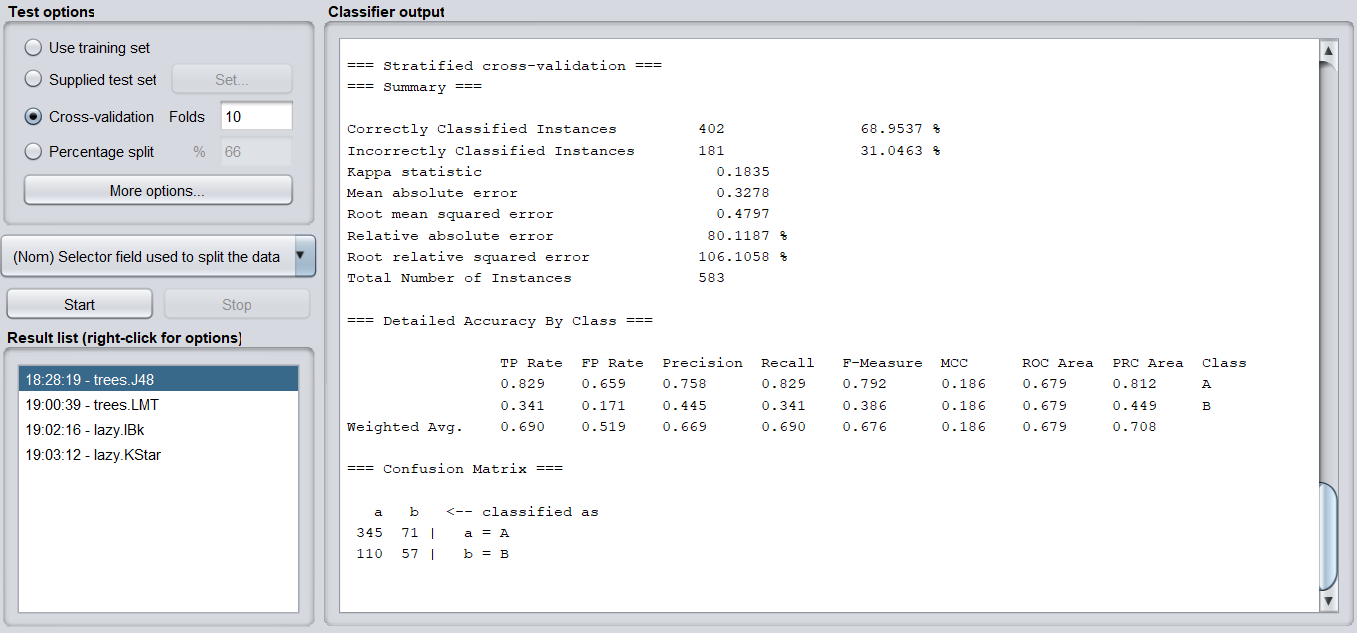 Test options
Use training set
Supplied test set Set...
Cross-validation Folds 10
Percentage split % 66
More options...
(Nom) Selector field used to split the data
Start Stop
Result list (right-click for options)
18:28:19 - trees.J48
19:00:39 - trees.LMT
19:02:16 - lazy.IBk
19:03:12 - lazy.KStar
Classifier output
=== Stratified cross-validation ===
=== Summary ===
Correctly Classified Instances 402 68.9537 %
Incorrectly Classified Instances 181 31.0463 %
Kappa statistic 0.1835
Mean absolute error 0.3278
Root mean squared error 0.4797
Relative absolute error 80.1187 %
Root relative squared error 106.1058 %
Total Number of Instances 583
=== Detailed Accuracy By Class ===
TP Rate FP Rate Precision Recall F-Measure MCC ROC Area PRC Area Class
0.829 0.659 0.758 0.829 0.792 0.186 0.679 0.812 A
0.341 0.171 0.445 0.341 0.386 0.186 0.679 0.449 B
Weighted Avg. 0.690 0.519 0.669 0.690 0.676 0.186 0.679 0.708
=== Confusion Matrix ===
a b <-- classified as
345 71 | a = A
110 57 | b = B